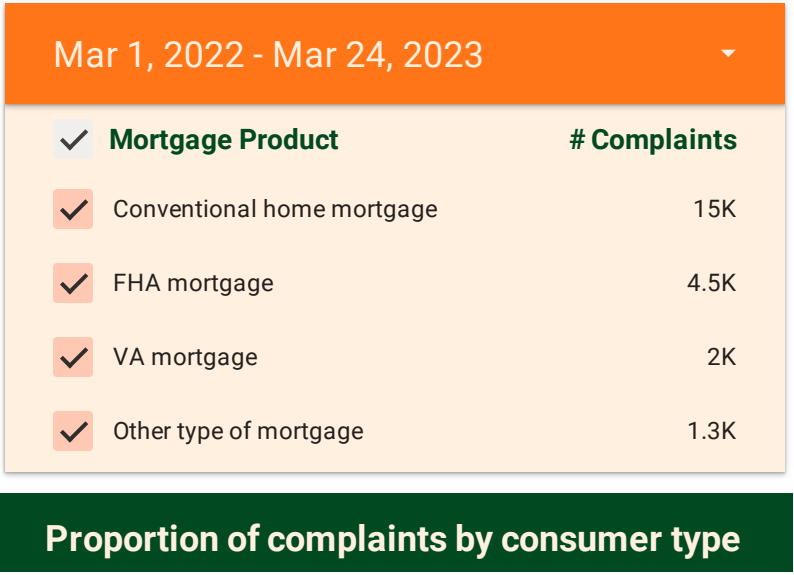 Mar 1, 2022 - Mar 24, 2023
Mortgage Product # Complaints
Conventional home mortgage 15K
FHA mortgage 4.5K
VA mortgage 2K
Other type of mortgage 1.3K
Proportion of complaints by consumer type